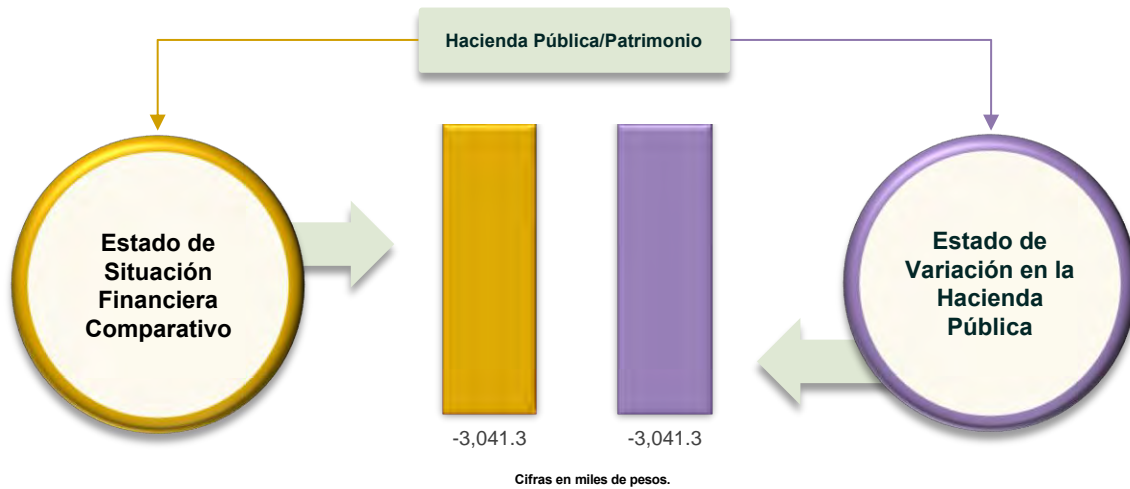 Hacienda Pública/Patrimonio
Estado de
Situación
Financiera
Comparativo
Estado de
Variación en la
Hacienda
Pública
-3,041.3
-3,041.3
Cifras en miles de pesos.